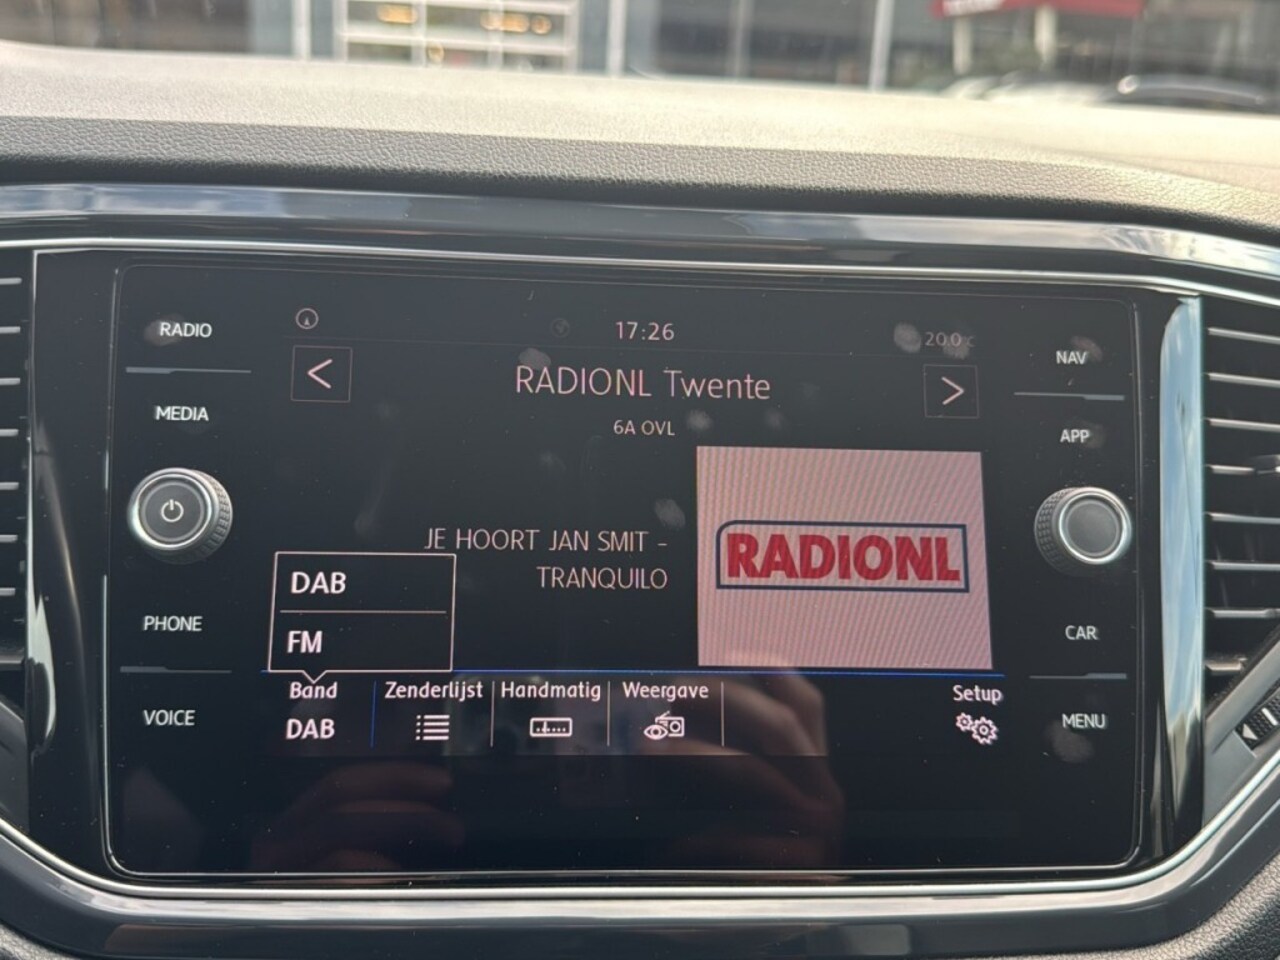 RADIO
MEDIA
PHONE
VOICE
17:26
20.0
RADIONL Twente
6A OVL
JE HOORT JAN SMIT -
TRANQUILO
RADIONL
DAB
FM
Band
DAB
Zenderlijst
Handmatig
Weergave
Setup
NAV
APP
CAR
MENU